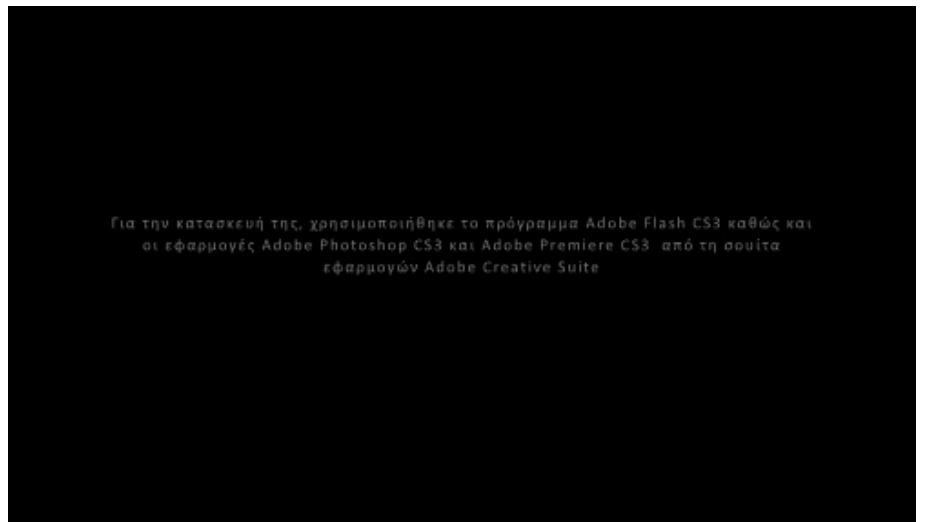 Για την κατασκευή της, χρησιμοποιήθηκε το πρόγραμμα Adobe Flash CS3 καθώς και
οι εφαρμογές Adobe Photoshop CS3 και Adobe Premiere CS3 από τη σουίτα
εφαρμογών Adobe Creative Suite